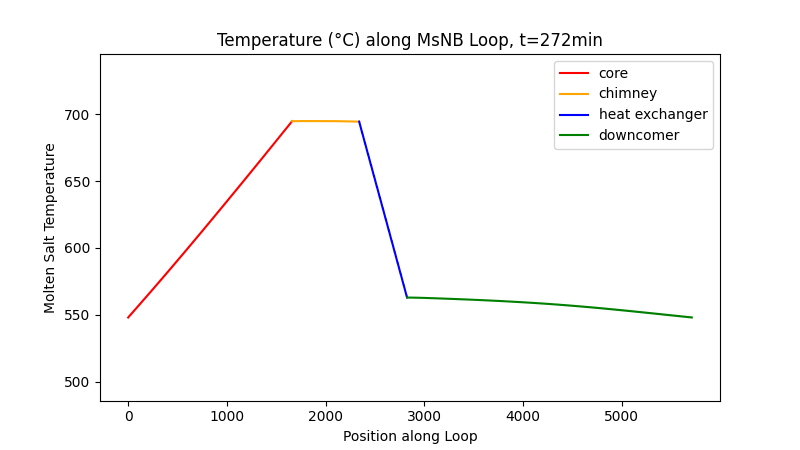 Temperature (°C) along MsNB Loop, t=272min
core
chimney
heat exchanger
downcomer
Molten Salt Temperature
700
650
600
550
500
0 1000 2000 3000 4000 5000
Position along Loop